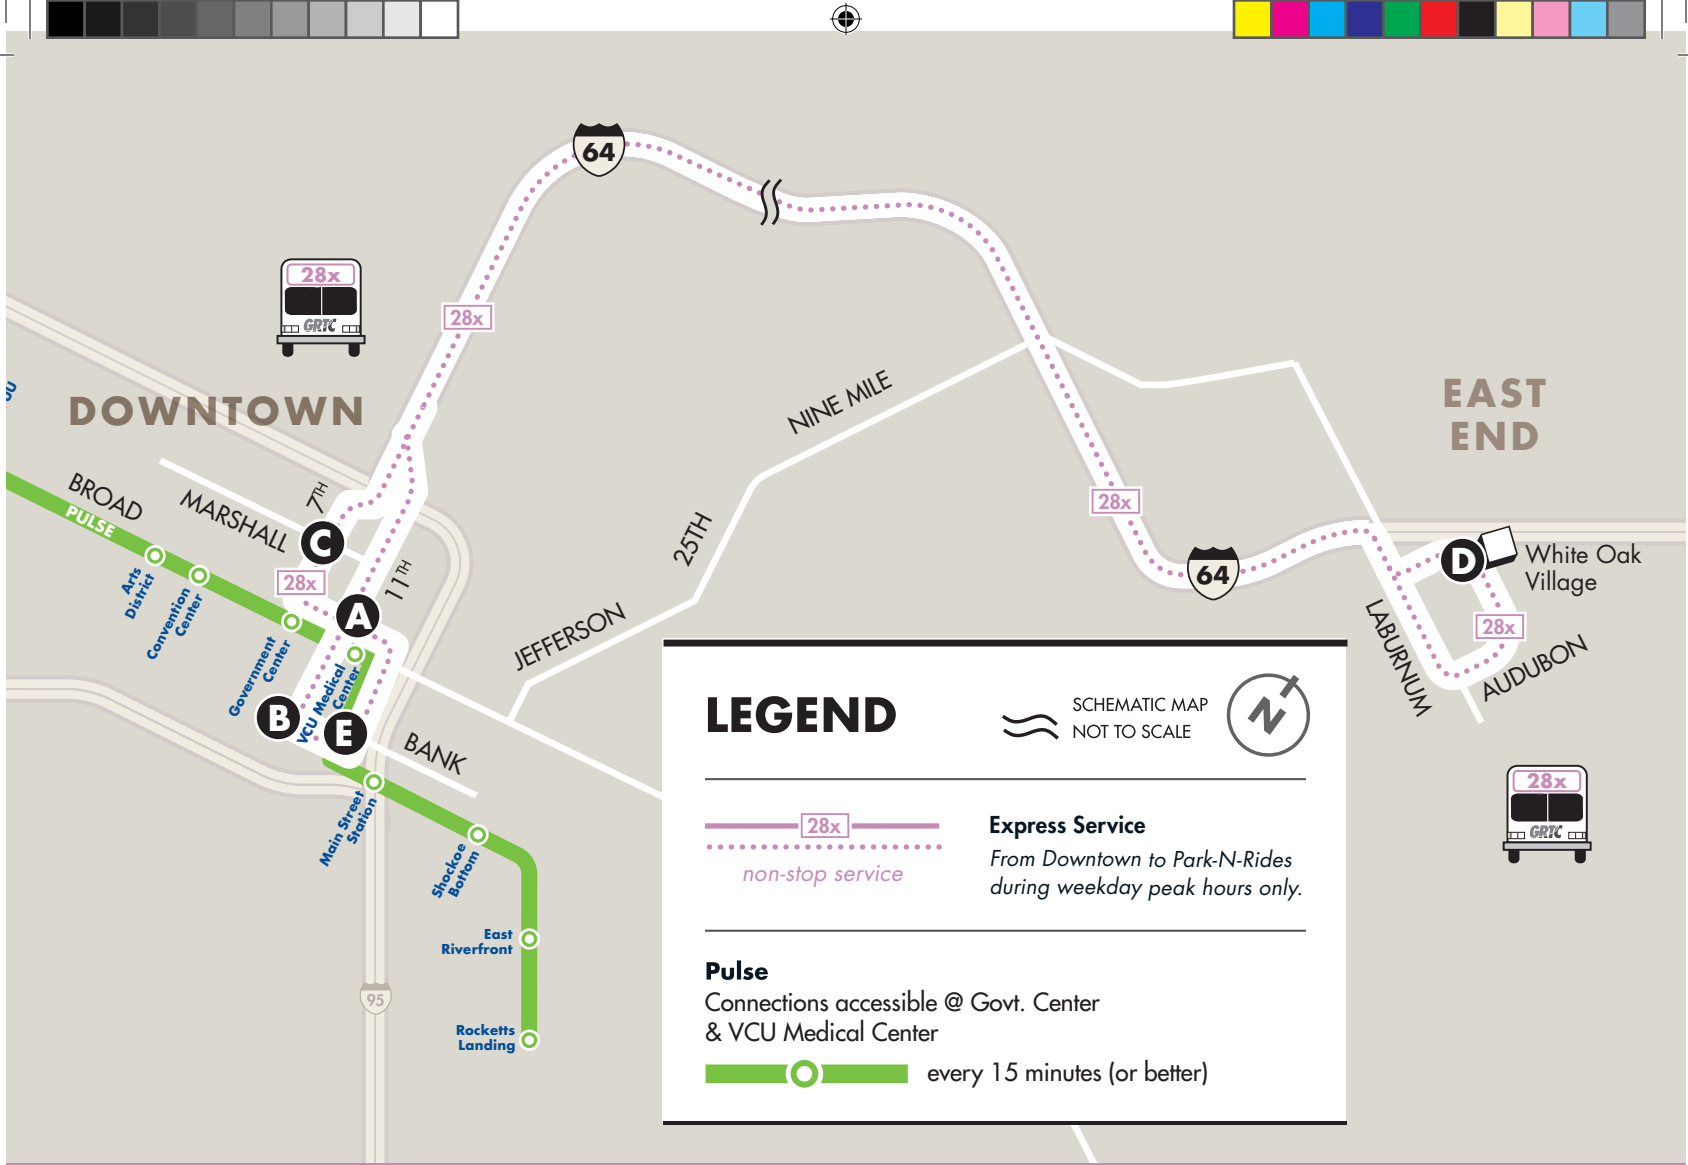 64
28x
GRTC
28x
DOWNTOWN
EAST
END
NINE MILE
BROAD
PULSE
MARSHALL
7TH
C
28x
11TH
A
25TH
28x
64
D
White Oak
Village
28x
LABURNUM
AUDUBON
JEFFERSON
Arts
District
Convention
Center
Government
Center
VCU Medical
Center
B
E
BANK
Main Street
Station
Shockoe
Bottom
East
Riverfront
95
Rocketts
Landing
28x
GRTC
LEGEND
SCHEMATIC MAP
NOT TO SCALE
N
28x
non-stop service
Express Service
From Downtown to Park-N-Rides
during weekday peak hours only.
Pulse
Connections accessible @ Govt. Center
& VCU Medical Center
every 15 minutes (or better)